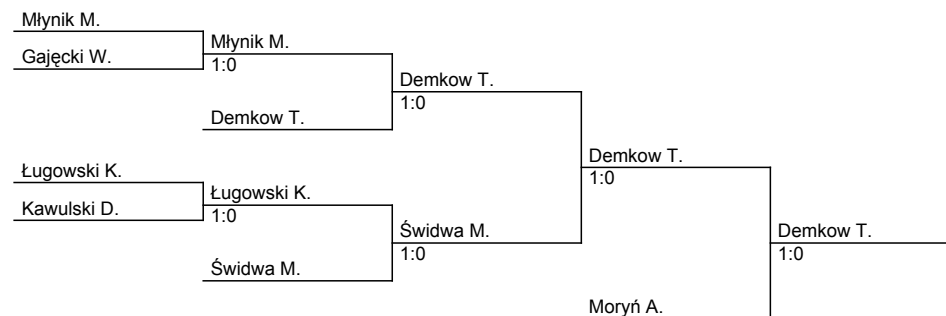 Młynik M.
Gajęcki W.
Młynik M.
1:0
Demkow T.
Demkow T.
1:0
Ługowski K.
Kawulski D.
Ługowski K.
1:0
Świdwa M.
Świdwa M.
1:0
Demkow T.
1:0
Moryń A.
Demkow T.
1:0